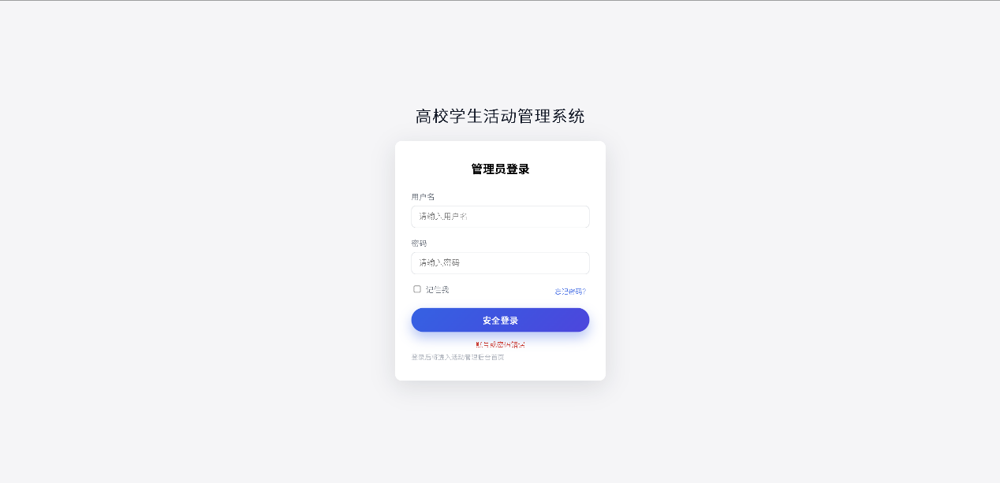 高校学生活动管理系统
管理员登录
用户名
请输入用户名
密码
请输入密码
记住我
忘记密码?
安全登录
账号或密码错误
登录后将进入活动管理后台首页